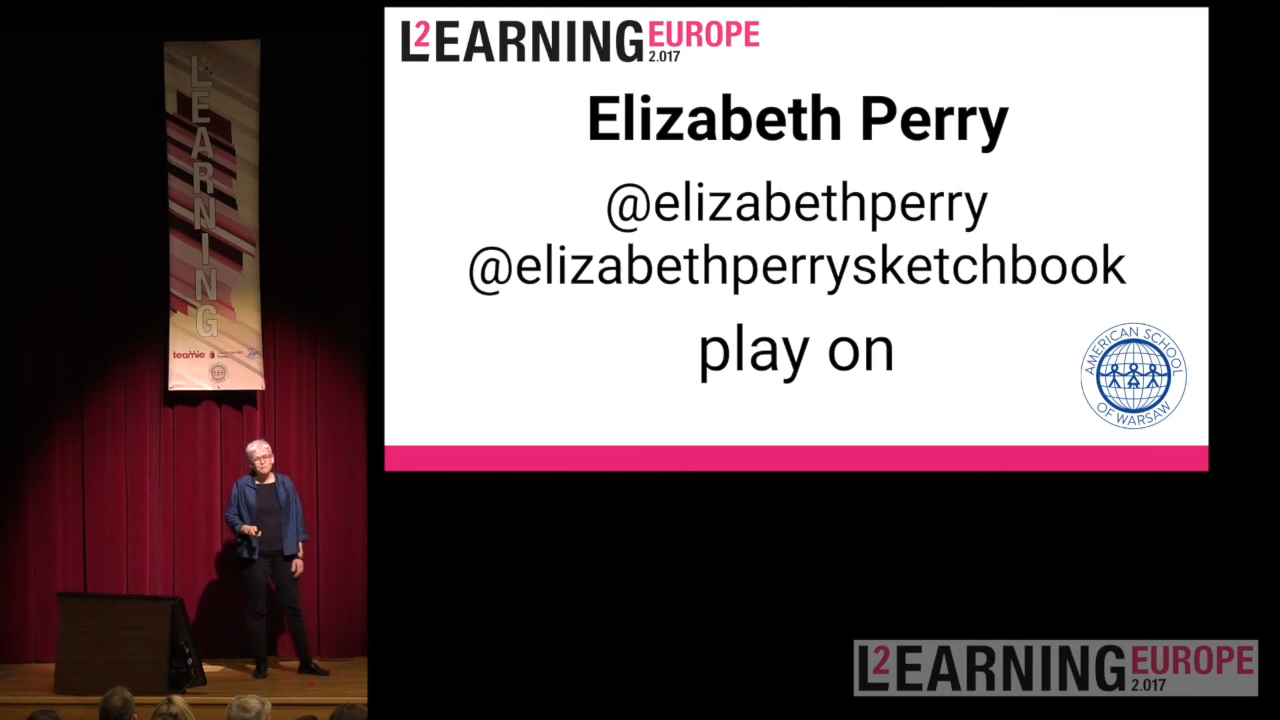 LEARNING
teamie
L2EARNING EUROPE
2.017
Elizabeth Perry
@elizabethperry
@elizabethperrysketchbook
play on
AMERICAN SCHOOL
OF WARSAW
L2EARNING EUROPE
2.017